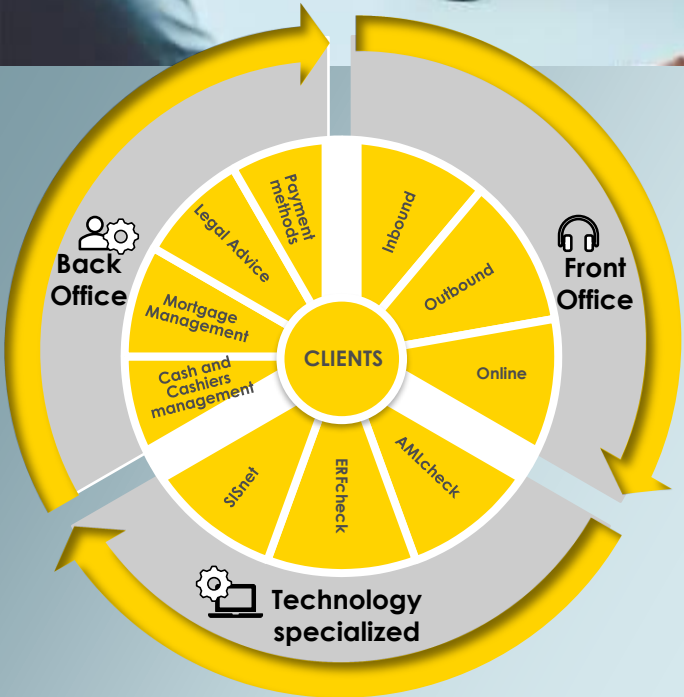 Payment
methods
Legal Advice
Mortgage
Management
Cash and
Cashiers
management
Back
Office
Inbound
Outbound
Online
Front
Office
CLIENTS
AMLcheck
ERFcheck
SISnet
Technology
specialized